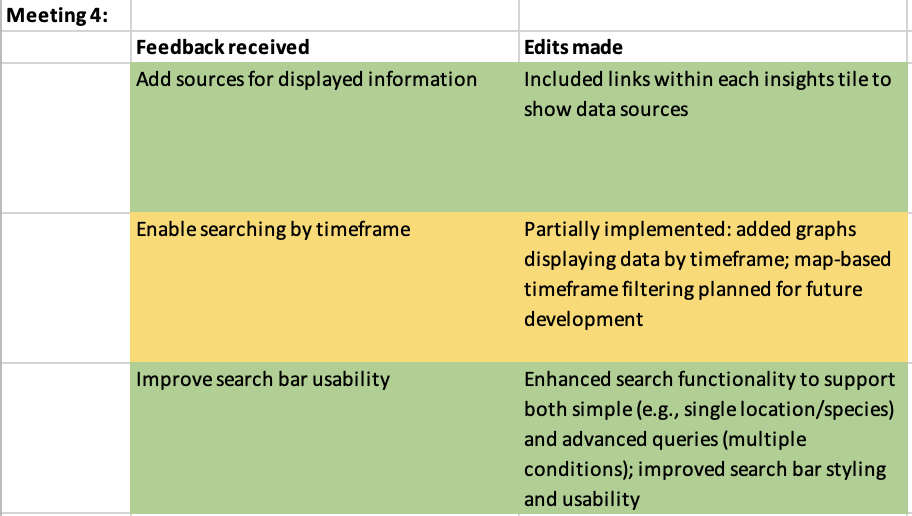 Meeting 4:
Feedback received
Edits made
Add sources for displayed information
Included links within each insights tile to
show data sources
Enable searching by timeframe
Partially implemented: added graphs
displaying data by timeframe; map-based
timeframe filtering planned for future
development
Improve search bar usability
Enhanced search functionality to support
both simple (e.g., single location/species)
and advanced queries (multiple
conditions); improved search bar styling
and usability